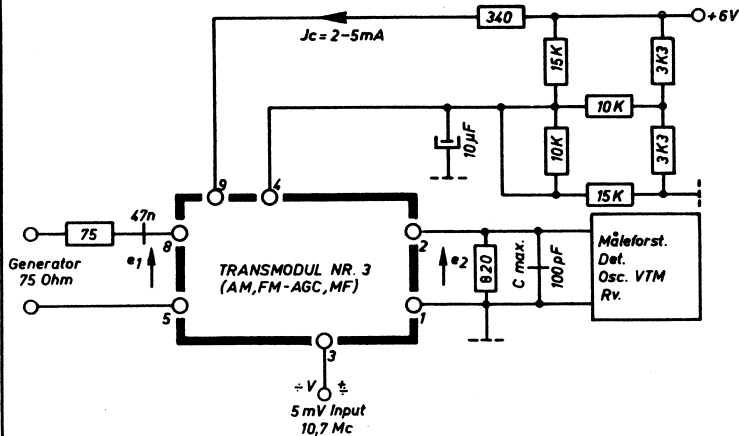 340
+6V
Jc=2-5mA
15K
3K3
10K
10µF
10K
3K3
15K
9
4
47n
75
8
e1
Generator
75 Ohm
5
TRANSMODUL NR. 3
(AM,FM-AGC,MF)
2
e2
820
C max.
100pF
1
Måleforst.
Det.
Osc. VTM
Rv.
3
÷V ±
5 mV Input
10,7 Mc